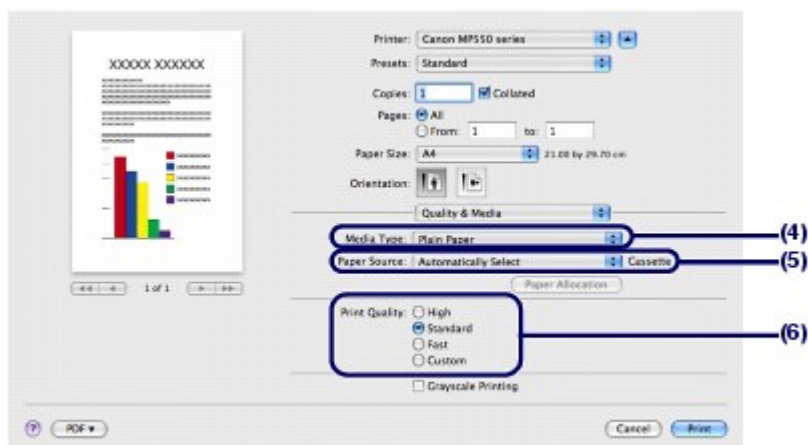 XXXXX XXXXXX
1 of 1
Printer: Canon MP550 series
Presets: Standard
Copies: 1 Collated
Pages: All
From: 1 to: 1
Paper Size: A4 21.00 by 29.70 cm
Orientation:
Quality & Media
Media Type: Plain Paper (4)
Paper Source: Automatically Select Cassette (5)
Paper Allocation
Print Quality: High
Standard
Fast
Custom
(6)
Grayscale Printing
? PDF Cancel Print